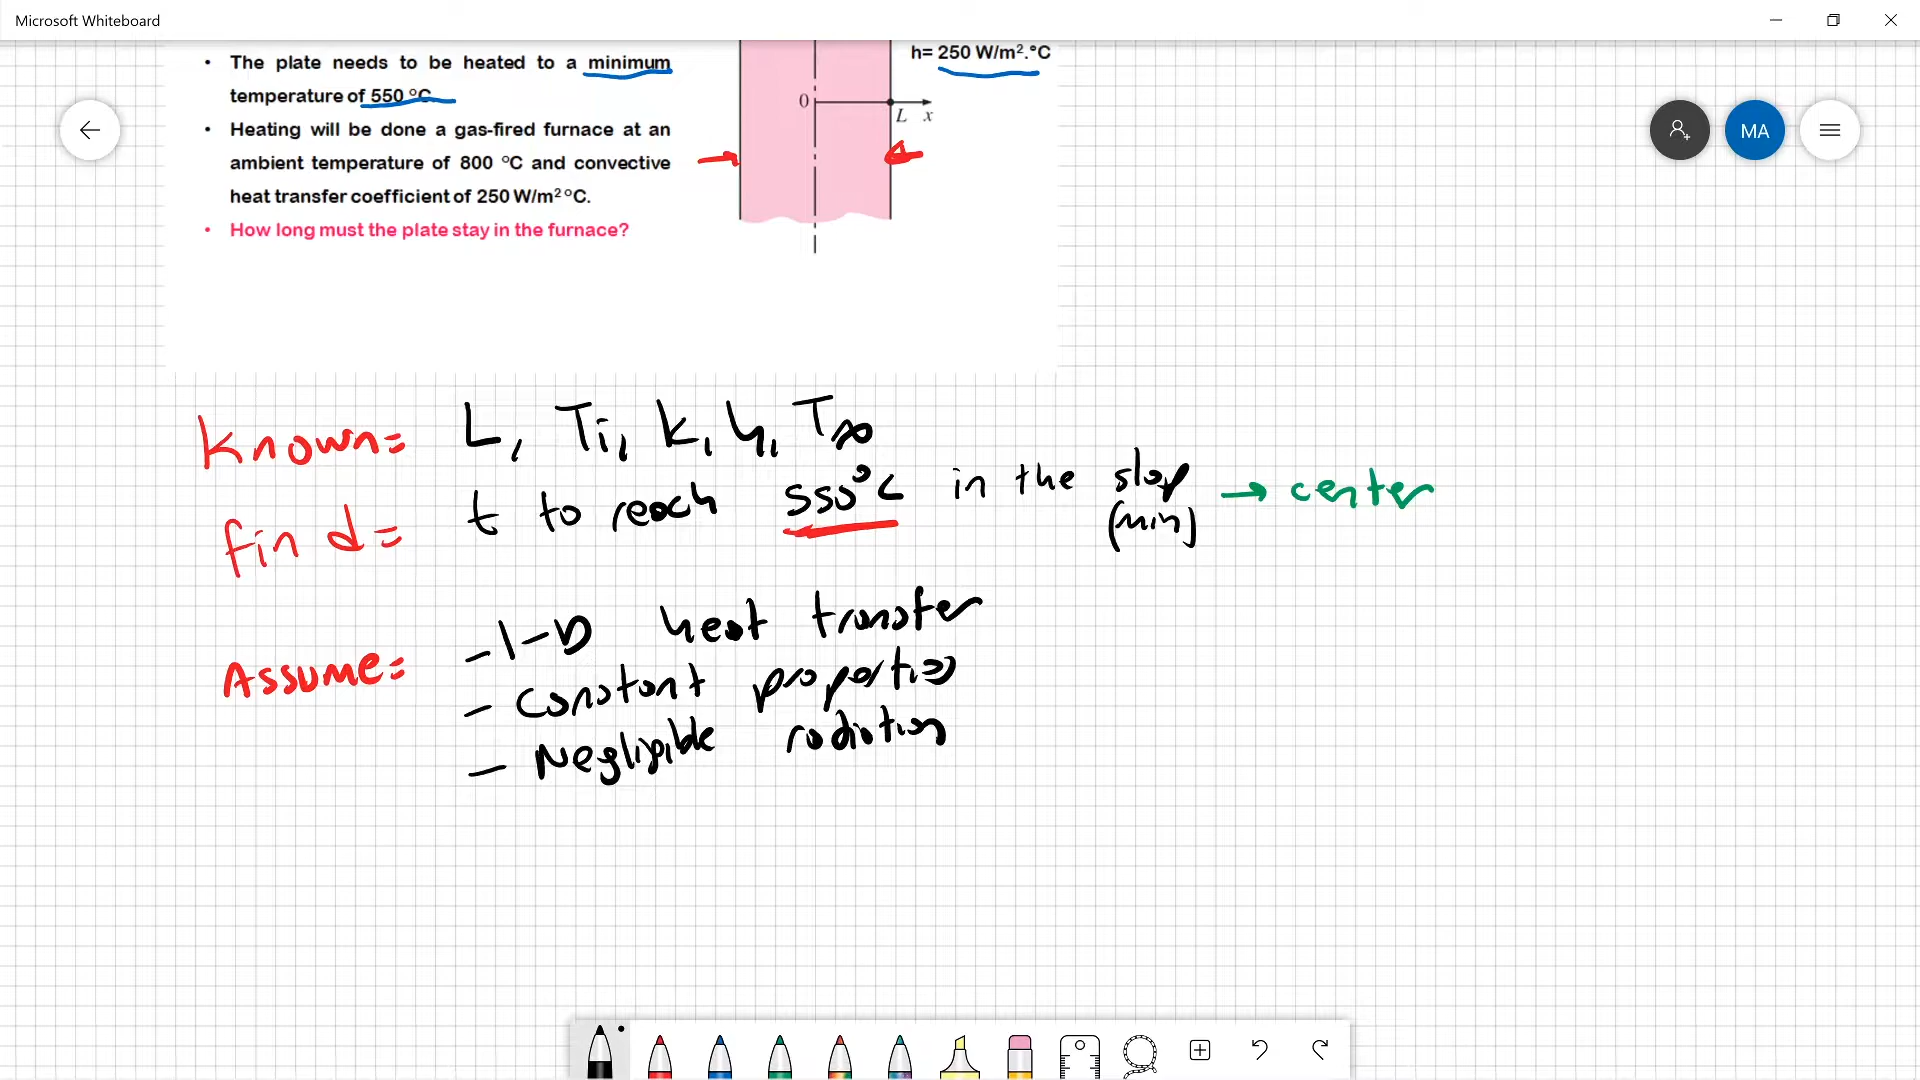 Microsoft Whiteboard
h= 250 W/m².°C
• The plate needs to be heated to a minimum
temperature of 550 °C
0
L x
• Heating will be done a gas-fired furnace at an
ambient temperature of 800 °C and convective
heat transfer coefficient of 250 W/m² °C.
• How long must the plate stay in the furnace?
MA
Known= L, Ti, k, h, T∞
find= t to reach 550°C in the slap → center
(min)
Assume= - 1-D heat transfer
- constant properties
- Negligible radiation